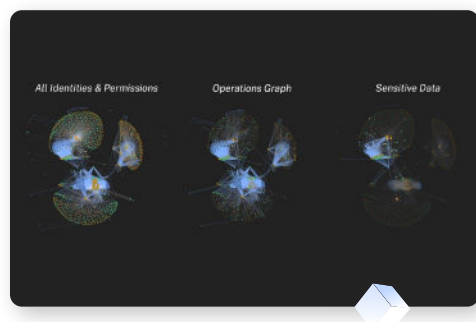 All Identities & Permissions
Operations Graph
Sensitive Data